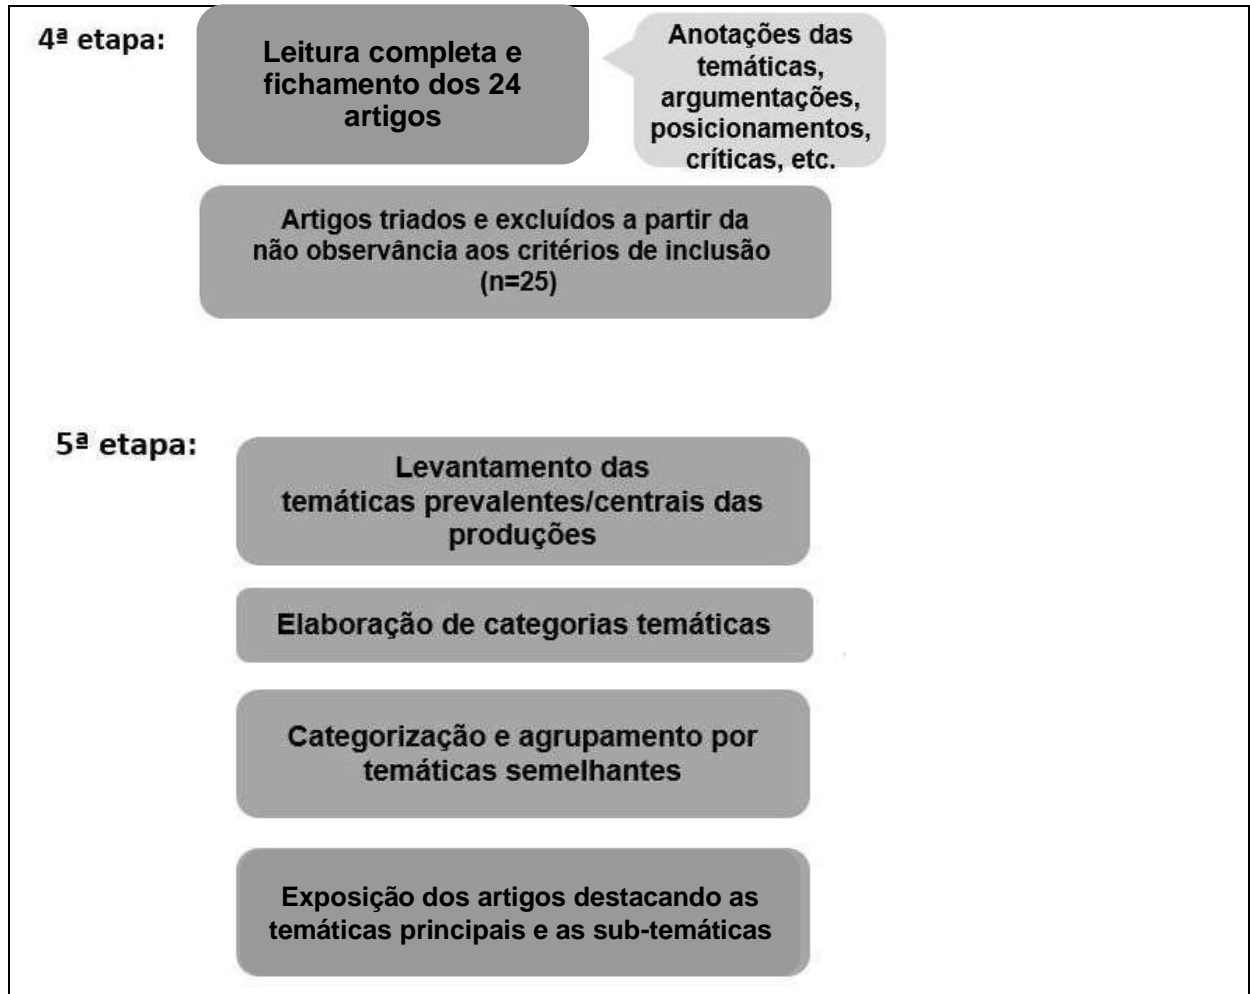 4ª etapa:
Leitura completa e
fichamento dos 24
artigos
Anotações das
temáticas,
argumentações,
posicionamentos,
críticas, etc.
Artigos triados e excluídos a partir da
não observância aos critérios de inclusão
(n=25)
5ª etapa:
Levantamento das
temáticas prevalentes/centrais das
produções
Elaboração de categorias temáticas
Categorização e agrupamento por
temáticas semelhantes
Exposição dos artigos destacando as
temáticas principais e as sub-temáticas